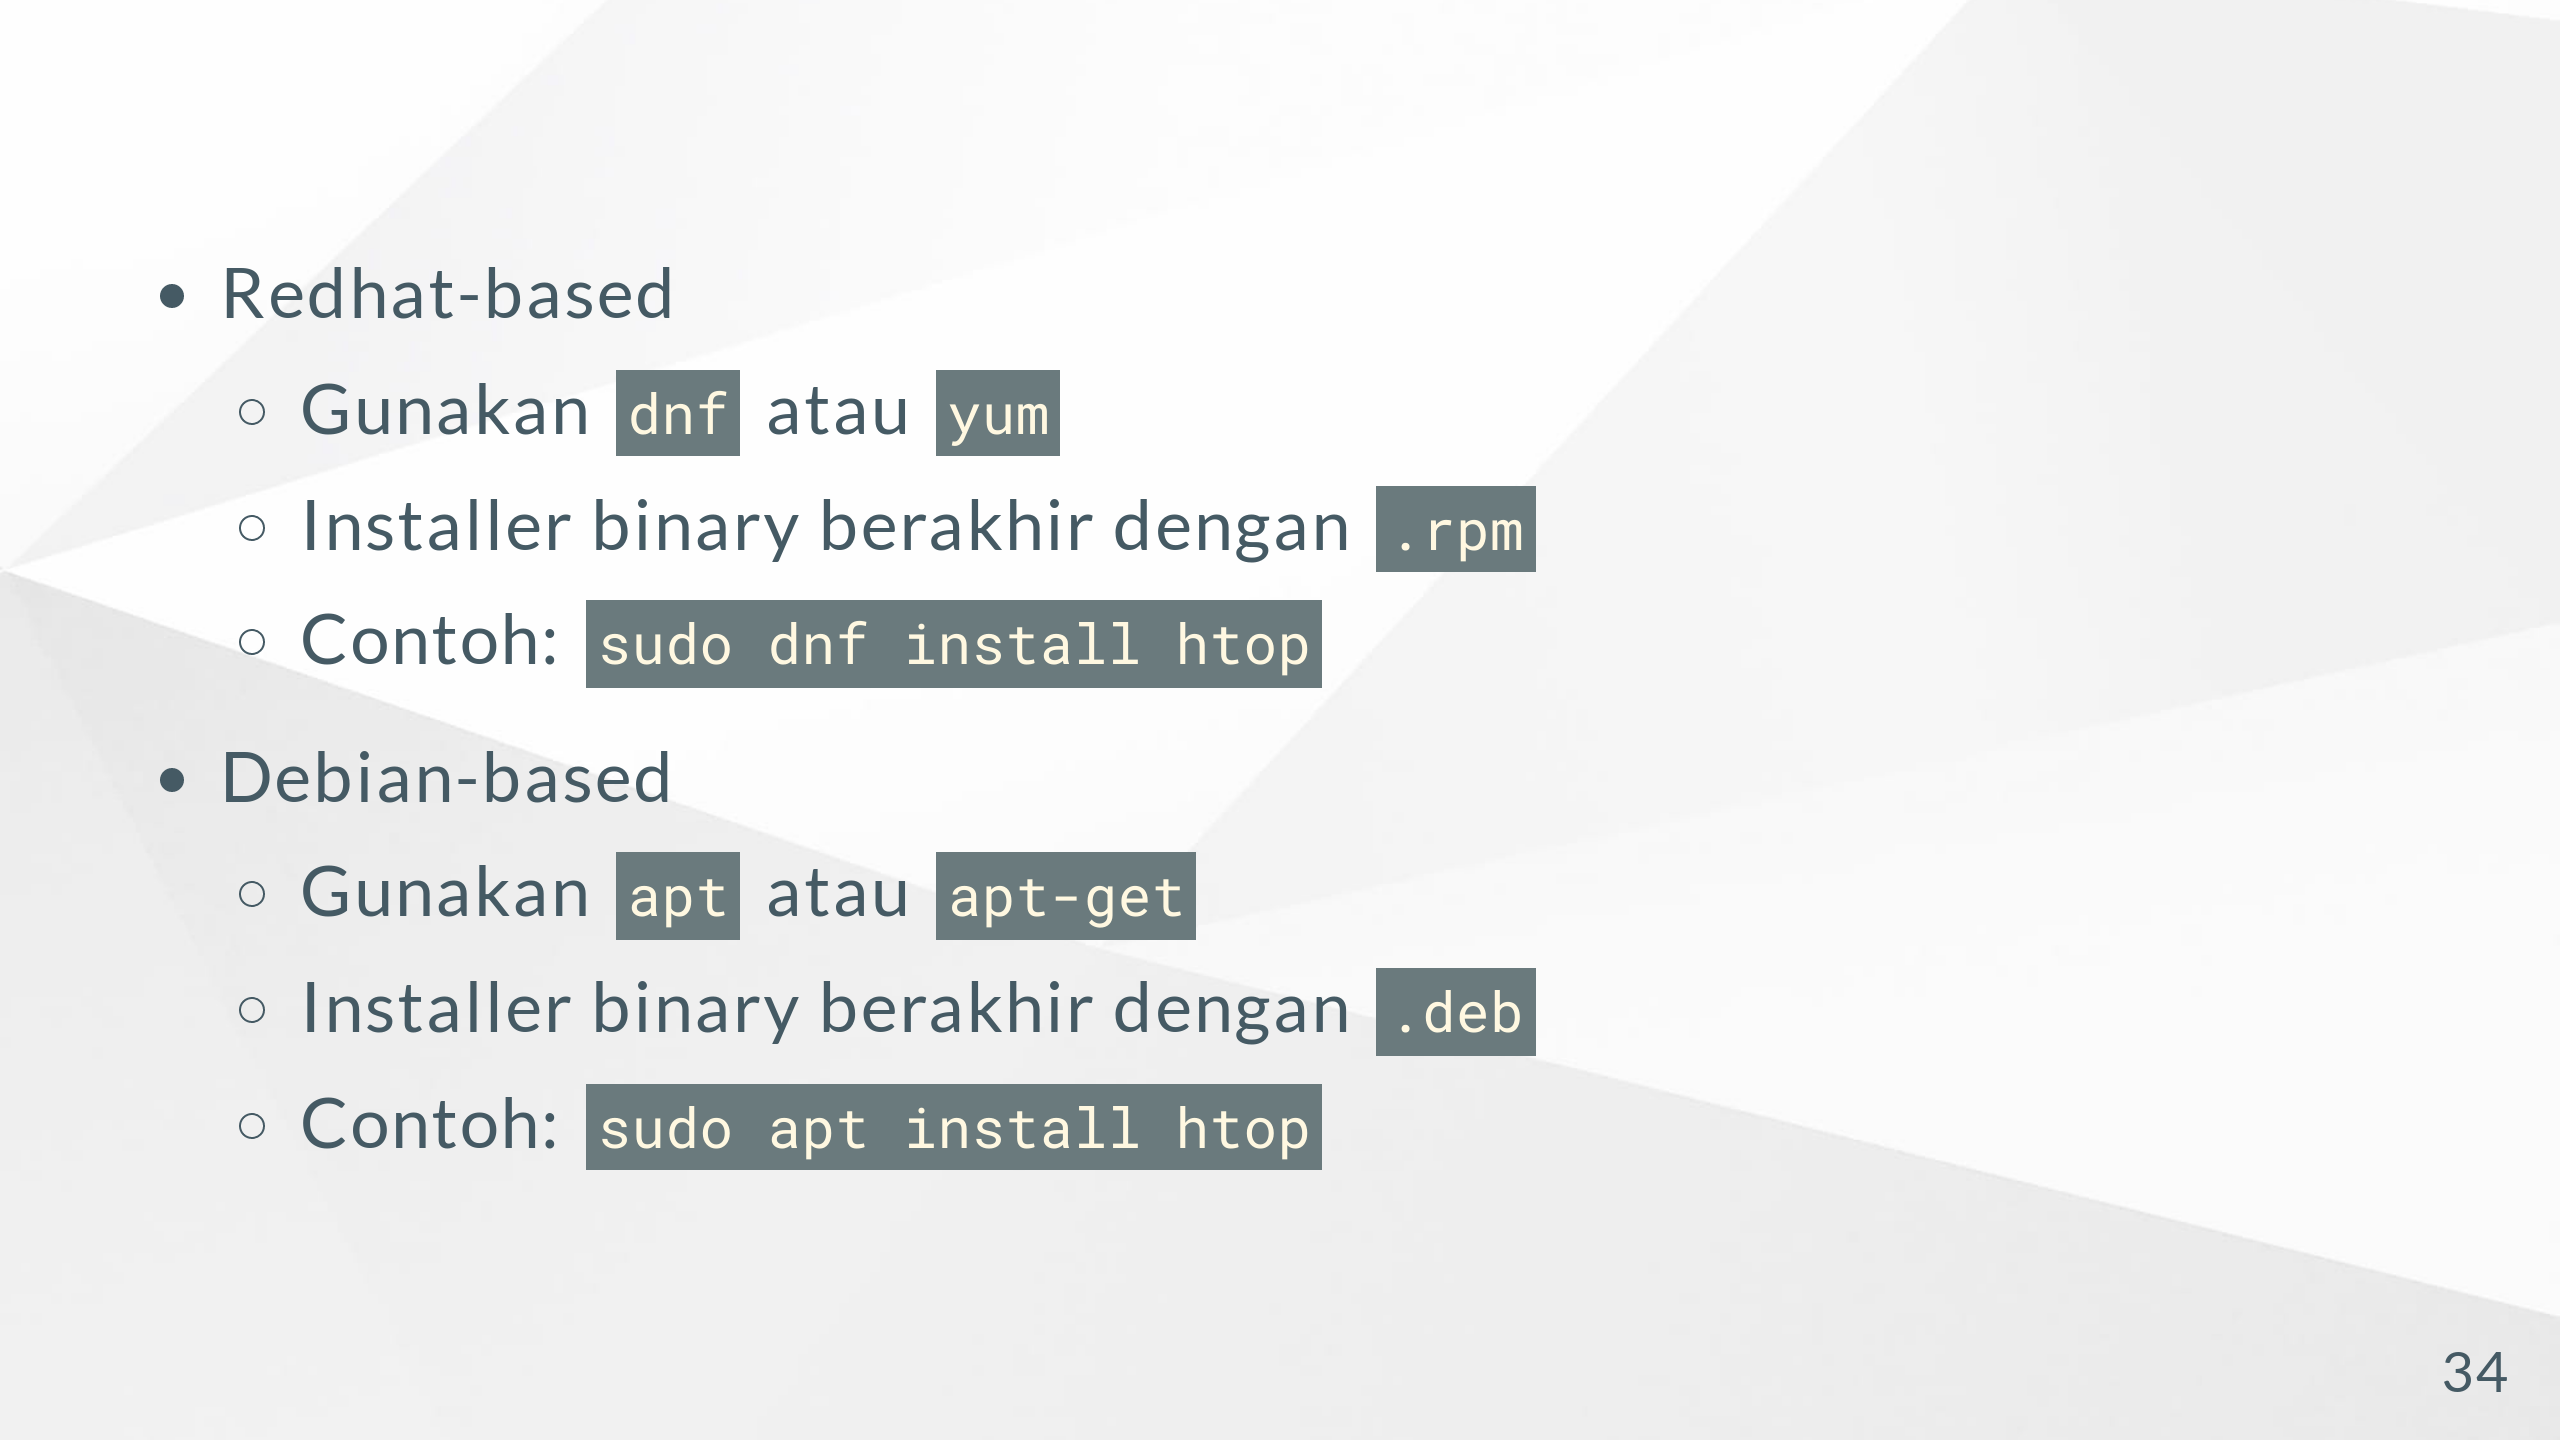 Redhat-based
Gunakan dnf atau yum
Installer binary berakhir dengan .rpm
Contoh: sudo dnf install htop
Debian-based
Gunakan apt atau apt-get
Installer binary berakhir dengan .deb
Contoh: sudo apt install htop
34